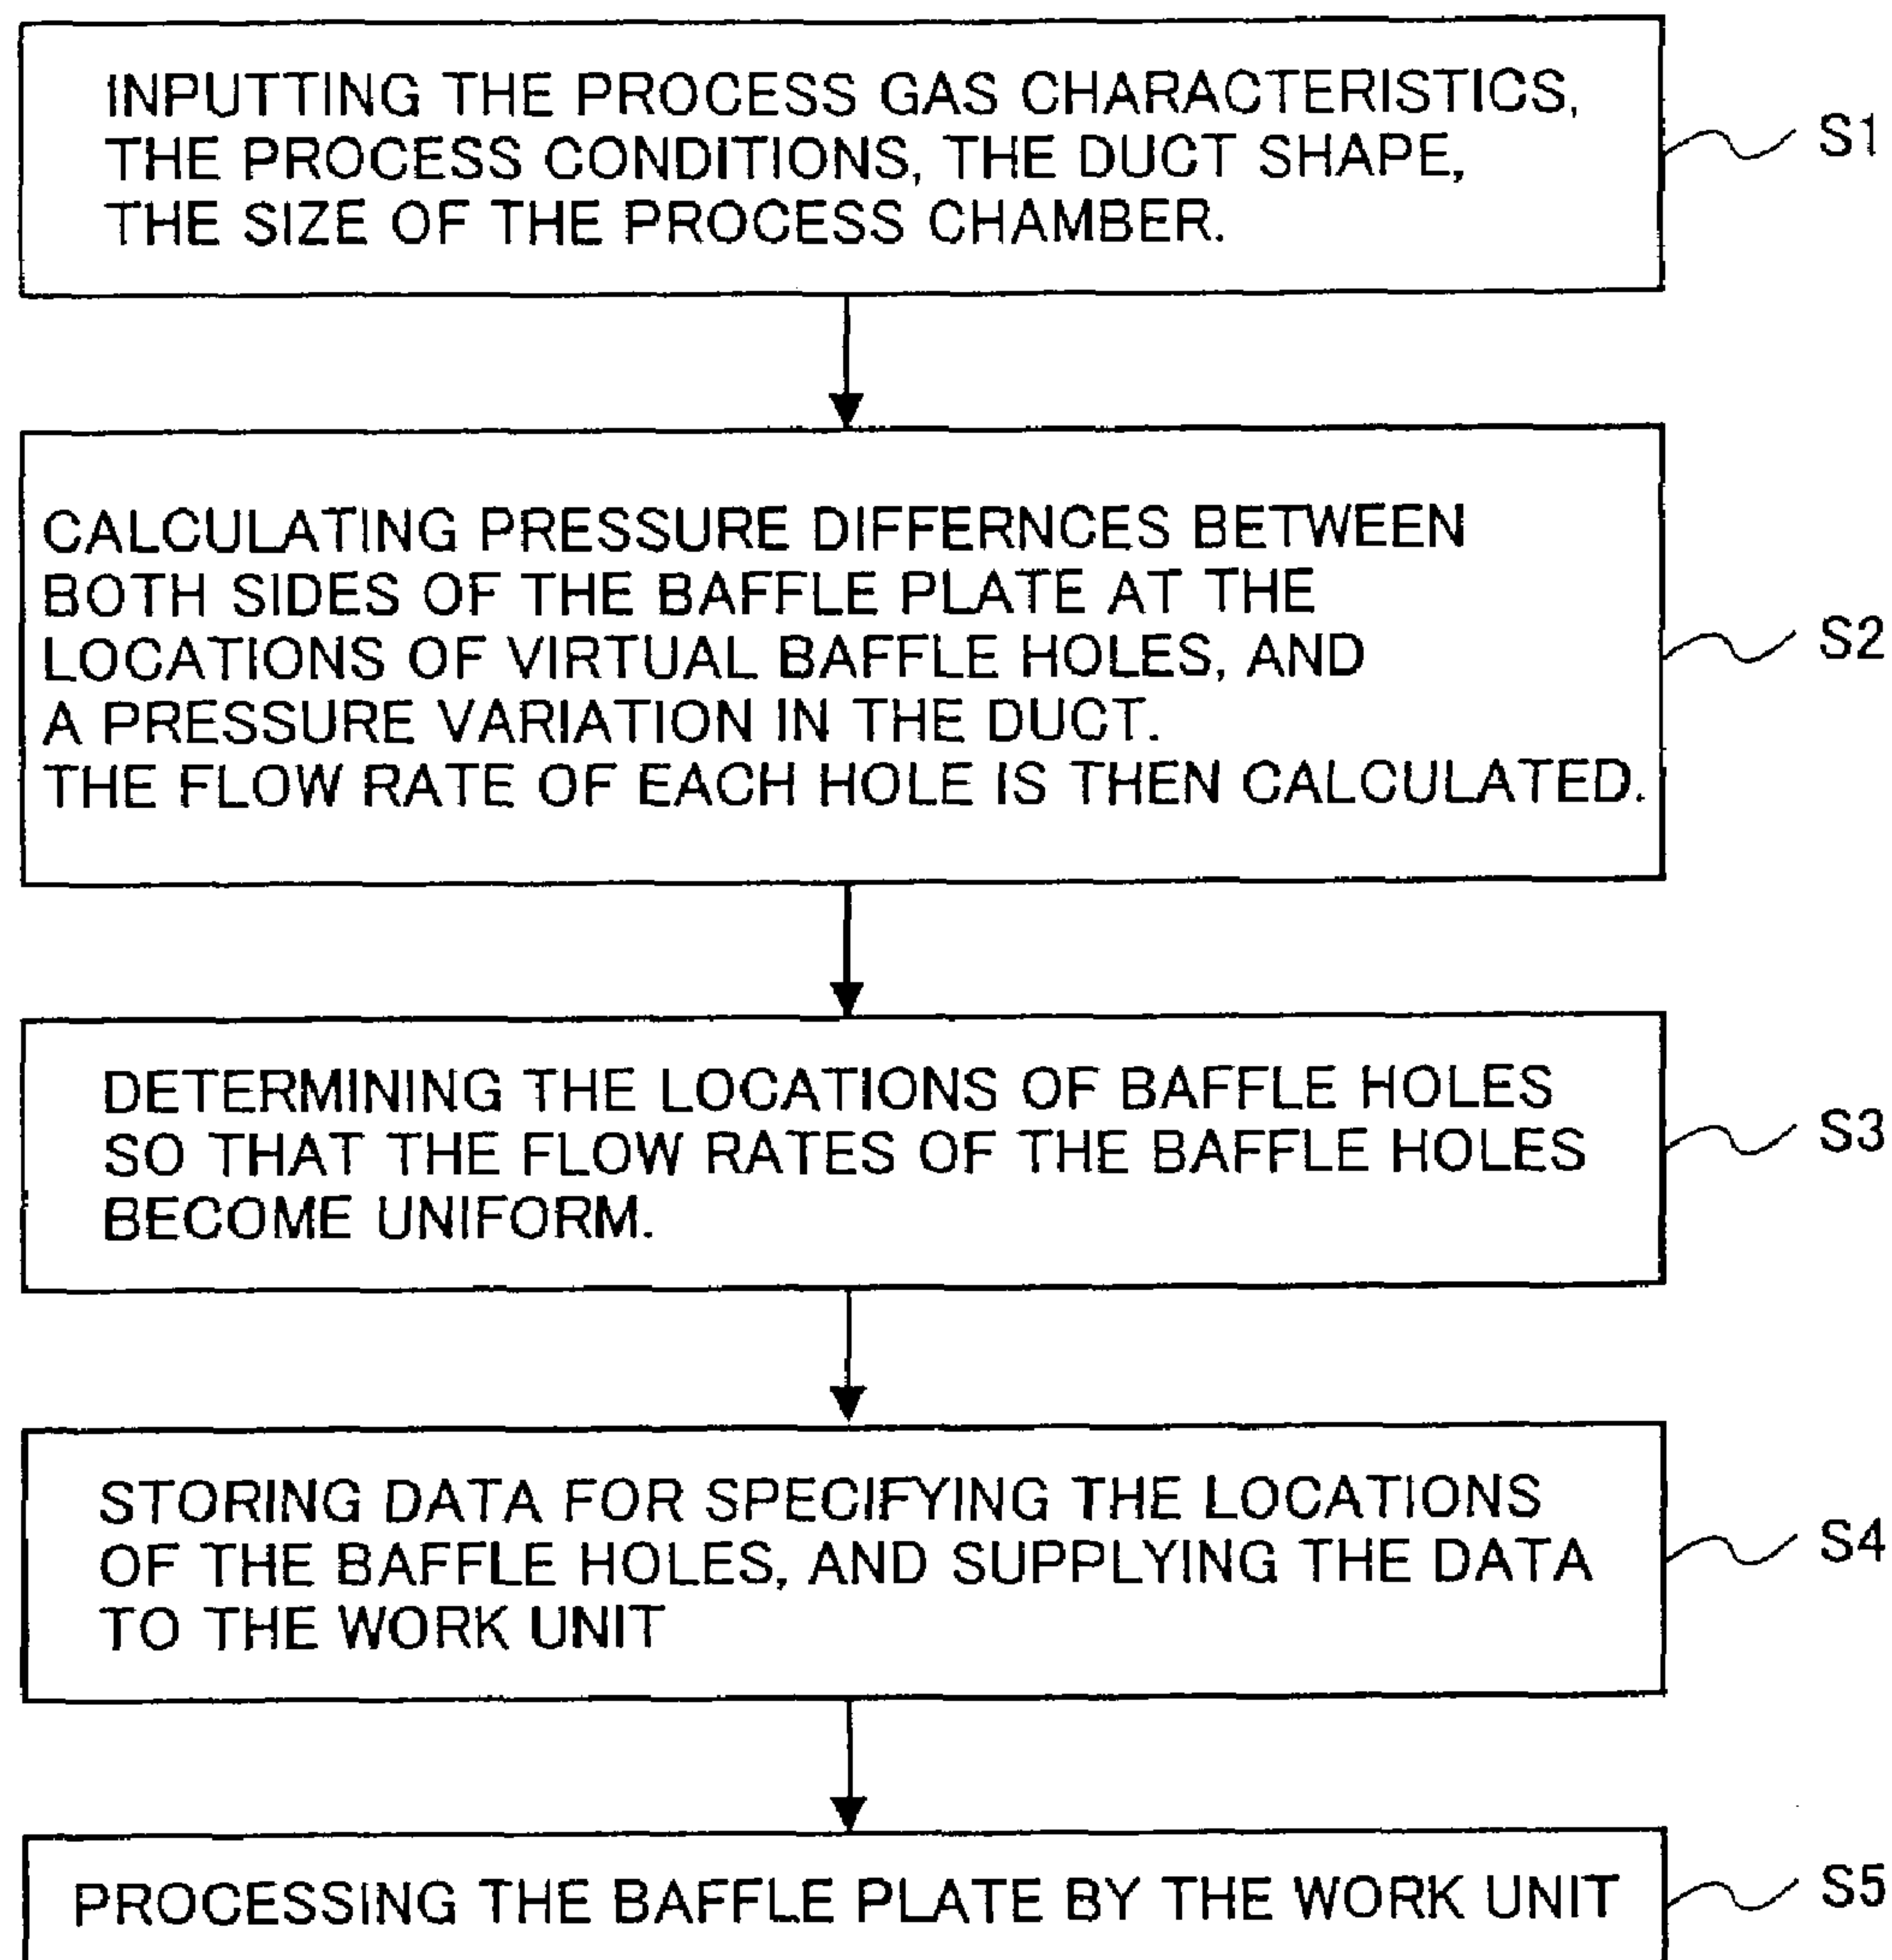 INPUTTING THE PROCESS GAS CHARACTERISTICS,
THE PROCESS CONDITIONS, THE DUCT SHAPE,
THE SIZE OF THE PROCESS CHAMBER.
S1
CALCULATING PRESSURE DIFFERNCES BETWEEN
BOTH SIDES OF THE BAFFLE PLATE AT THE
LOCATIONS OF VIRTUAL BAFFLE HOLES, AND
A PRESSURE VARIATION IN THE DUCT.
THE FLOW RATE OF EACH HOLE IS THEN CALCULATED.
S2
DETERMINING THE LOCATIONS OF BAFFLE HOLES
SO THAT THE FLOW RATES OF THE BAFFLE HOLES
BECOME UNIFORM.
S3
STORING DATA FOR SPECIFYING THE LOCATIONS
OF THE BAFFLE HOLES, AND SUPPLYING THE DATA
TO THE WORK UNIT
S4
PROCESSING THE BAFFLE PLATE BY THE WORK UNIT
S5